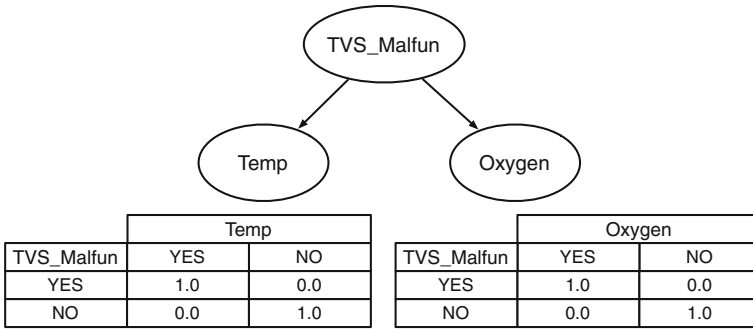 TVS_Malfun
Temp Oxygen
Temp Oxygen
TVS_Malfun YES NO TVS_Malfun YES NO
YES 1.0 0.0 YES 1.0 0.0
NO 0.0 1.0 NO 0.0 1.0